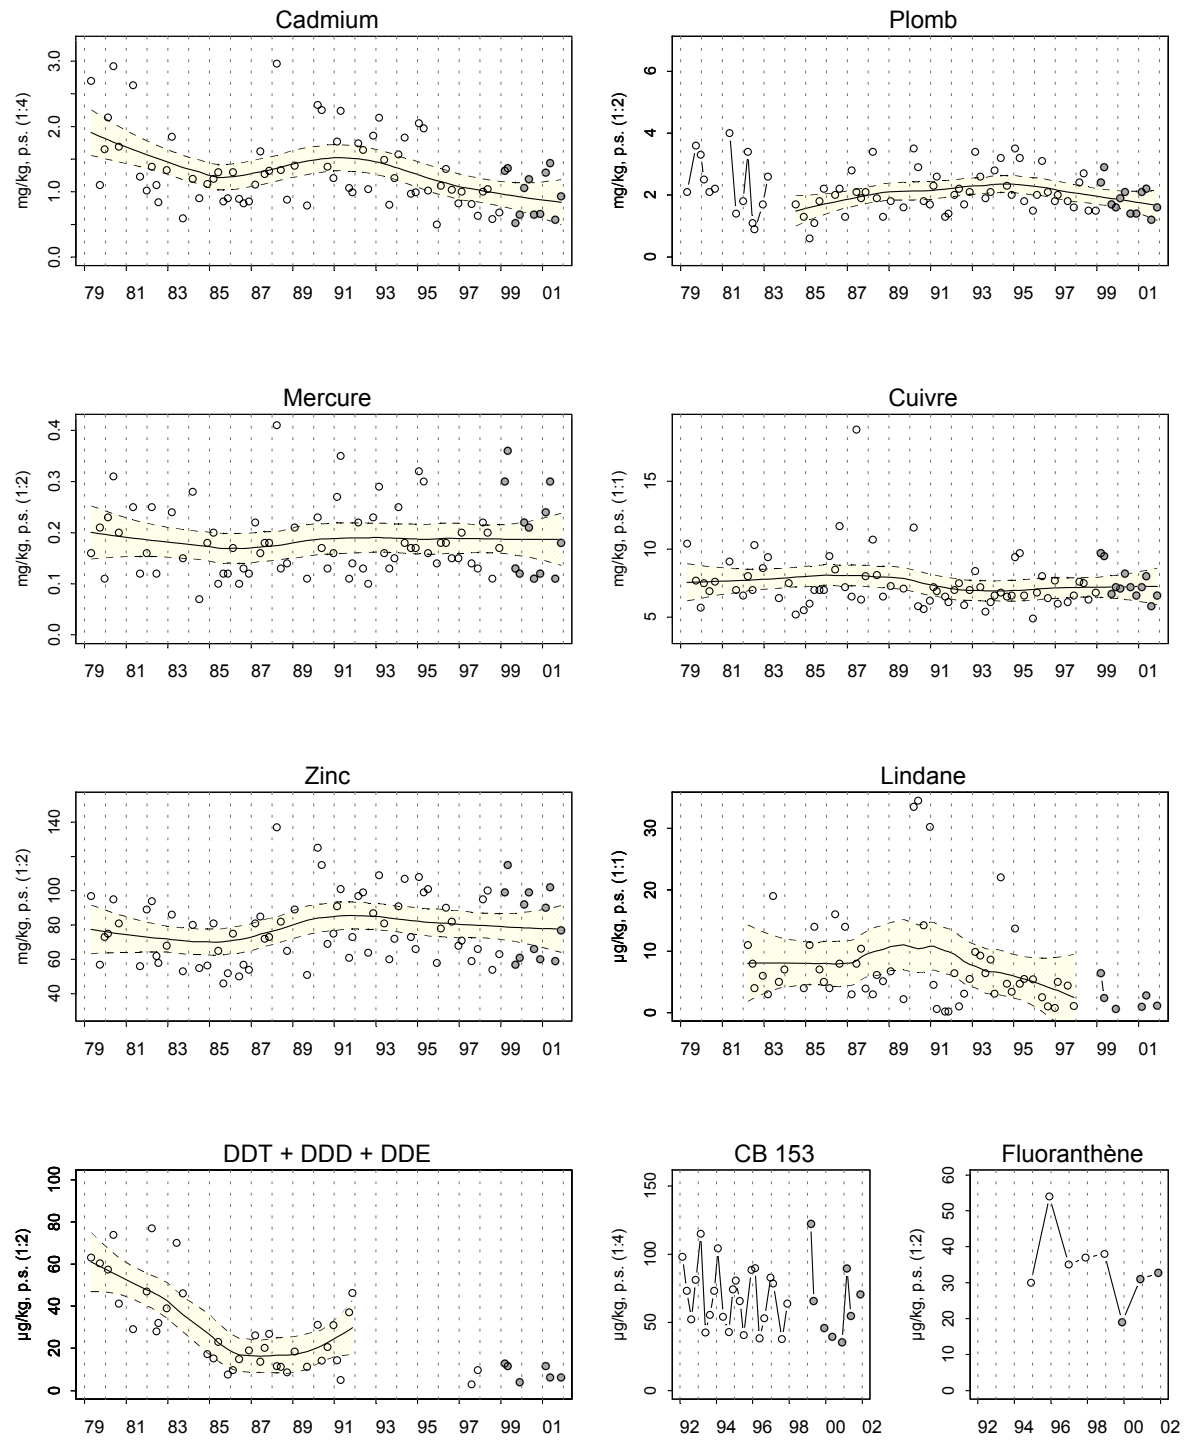 Cadmium
mg/kg, p.s. (1:4)
0.0 1.0 2.0 3.0
79 81 83 85 87 89 91 93 95 97 99 01
Plomb
mg/kg, p.s. (1:2)
0 2 4 6
79 81 83 85 87 89 91 93 95 97 99 01
Mercure
mg/kg, p.s. (1:2)
0.0 0.1 0.2 0.3 0.4
79 81 83 85 87 89 91 93 95 97 99 01
Cuivre
mg/kg, p.s. (1:1)
5 10 15
79 81 83 85 87 89 91 93 95 97 99 01
Zinc
mg/kg, p.s. (1:2)
40 60 80 100 140
79 81 83 85 87 89 91 93 95 97 99 01
Lindane
µg/kg, p.s. (1:1)
0 10 20 30
79 81 83 85 87 89 91 93 95 97 99 01
DDT + DDD + DDE
µg/kg, p.s. (1:2)
0 20 40 60 80 100
79 81 83 85 87 89 91 93 95 97 99 01
CB 153
µg/kg, p.s. (1:4)
0 50 100 150
92 94 96 98 00 02
Fluoranthène
µg/kg, p.s. (1:2)
0 10 20 30 40 50 60
92 94 96 98 00 02